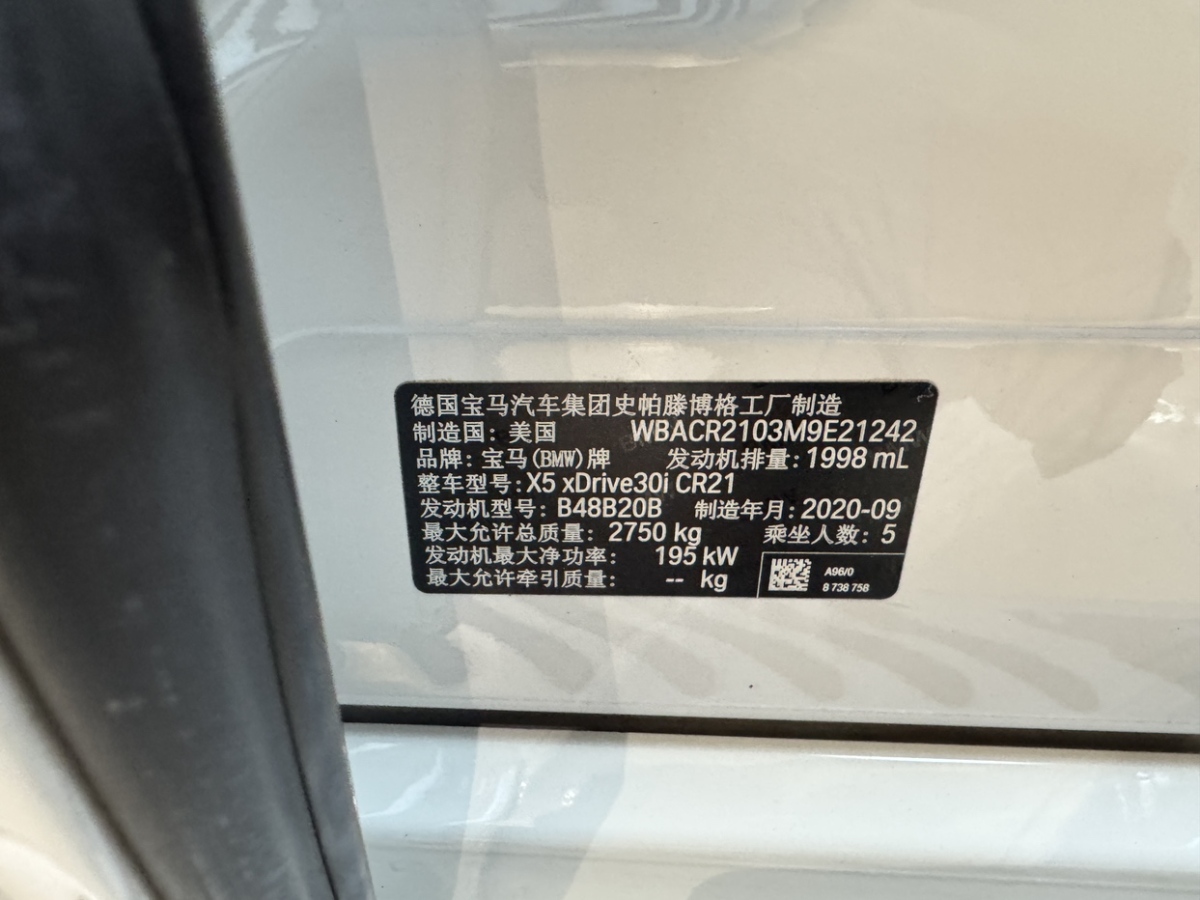 德国宝马汽车集团史帕滕博格工厂制造
制造国: 美国 WBACR2103M9E21242
品牌: 宝马(BMW)牌 发动机排量: 1998 mL
整车型号: X5 xDrive30i CR21
发动机型号: B48B20B 制造年月: 2020-09
最大允许总质量: 2750 kg 乘坐人数: 5
发动机最大净功率: 195 kW
最大允许牵引质量: -- kg
A96/0
8 738 758